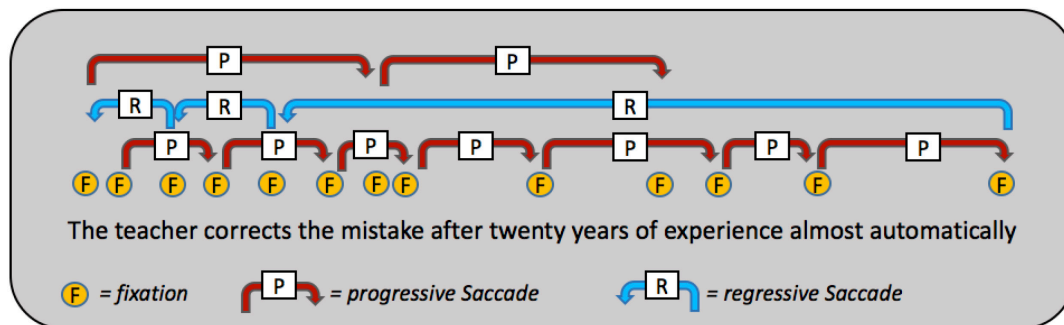 P P
R R R
P P P P P P P
F F F F F F F F F F F F F
The teacher corrects the mistake after twenty years of experience almost automatically
F = fixation P = progressive Saccade R = regressive Saccade